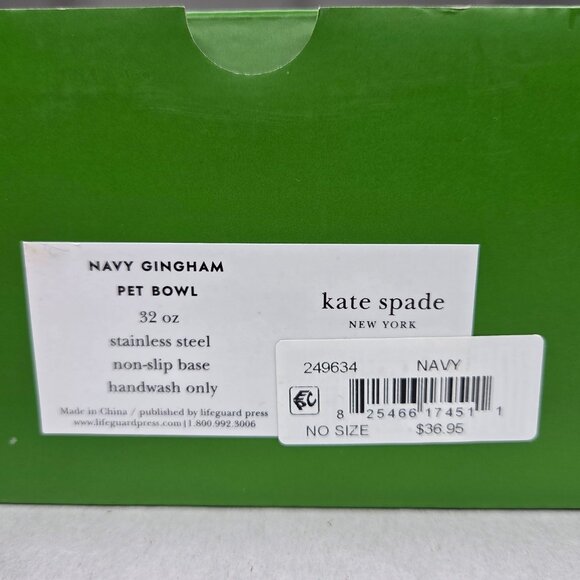 NAVY GINGHAM
PET BOWL
32 oz
stainless steel
non-slip base
handwash only
Made in China / published by lifeguard press
www.lifeguardpress.com | 1.800.992.3006
kate spade
NEW YORK
249634 NAVY
8 25466 17451 1
NO SIZE $36.95